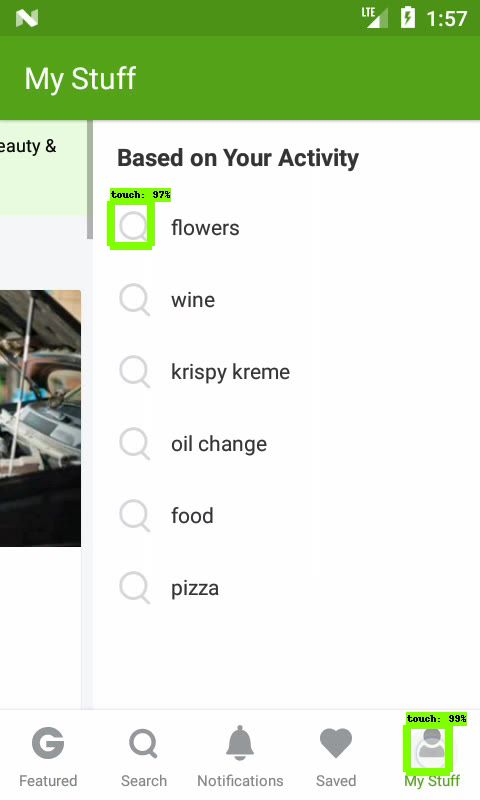 LTE 1:57
My Stuff
eauty &
Based on Your Activity
touch: 97%
flowers
wine
krispy kreme
oil change
food
pizza
touch: 99%
Featured Search Notifications Saved My Stuff